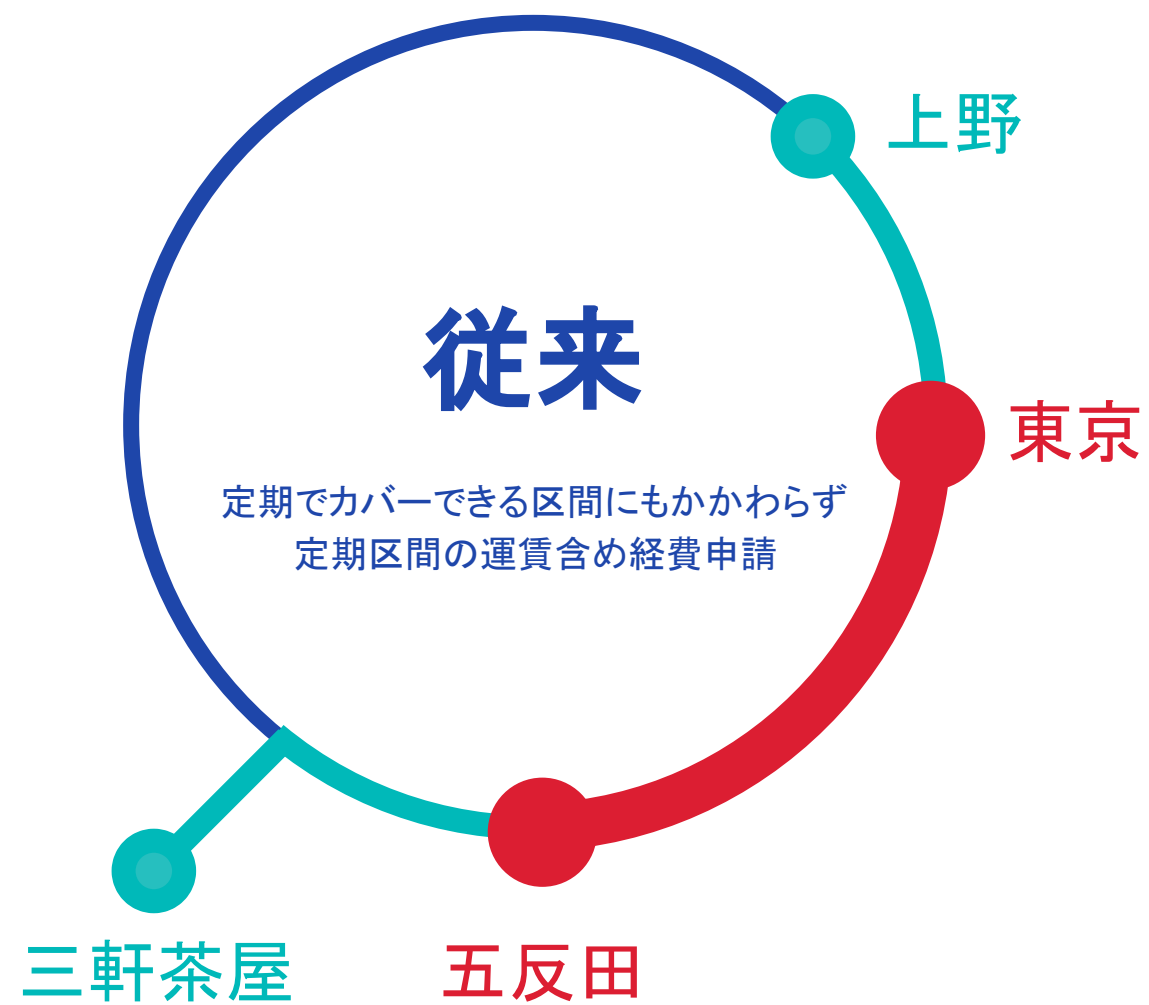 上野
従来
東京
定期でカバーできる区間にもかかわらず
定期区間の運賃含め経費申請
三軒茶屋
五反田